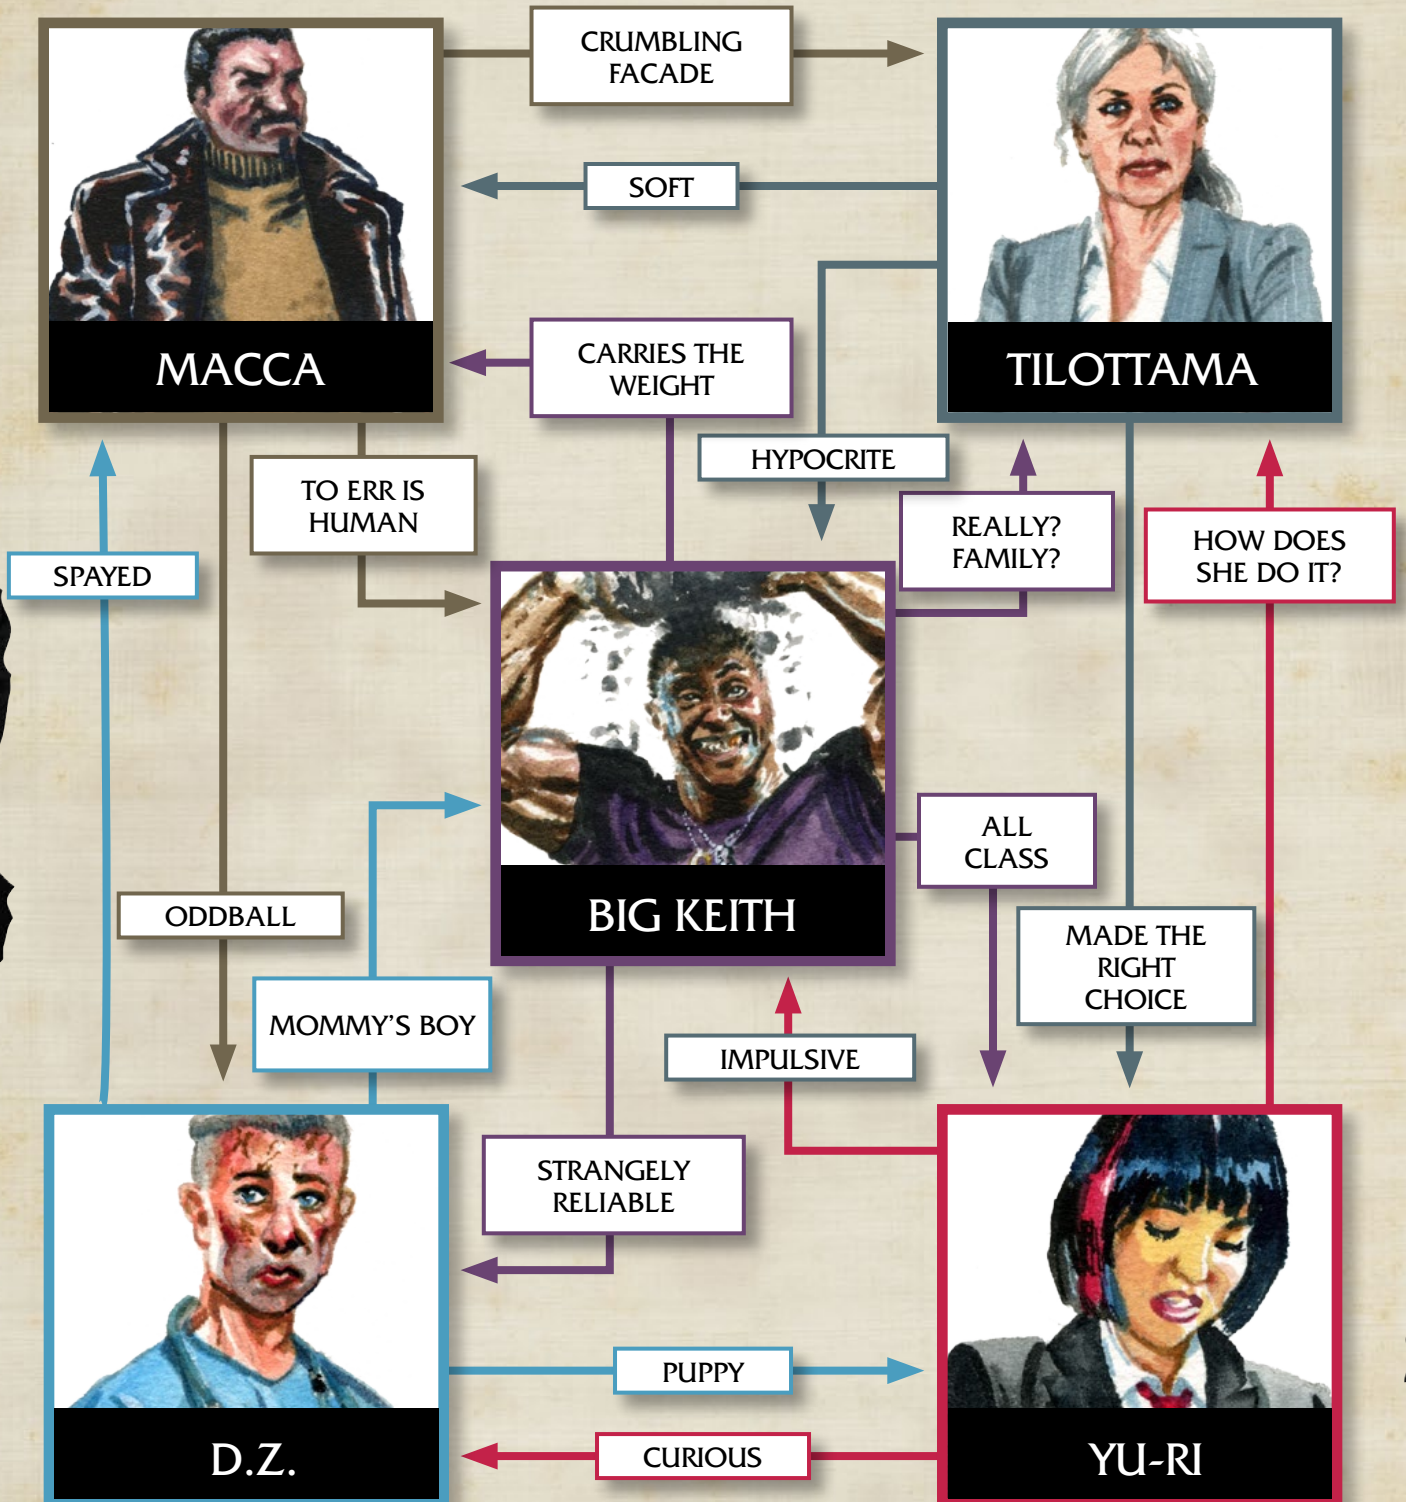 CRUMBLING
FACADE
SOFT
MACCA
CARRIES THE
WEIGHT
TILOTTAMA
HYPOCRITE
TO ERR IS
HUMAN
REALLY?
FAMILY?
HOW DOES
SHE DO IT?
SPAYED
ALL
CLASS
BIG KEITH
ODDBALL
MADE THE
RIGHT
CHOICE
MOMMY'S BOY
IMPULSIVE
STRANGELY
RELIABLE
PUPPY
CURIOUS
D.Z.
YU-RI